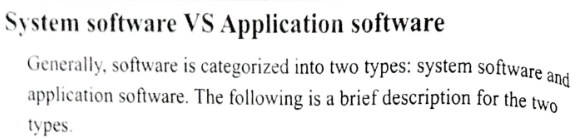 System software VS Application software
Generally, software is categorized into two types: system software and
application software. The following is a brief description for the two
types.